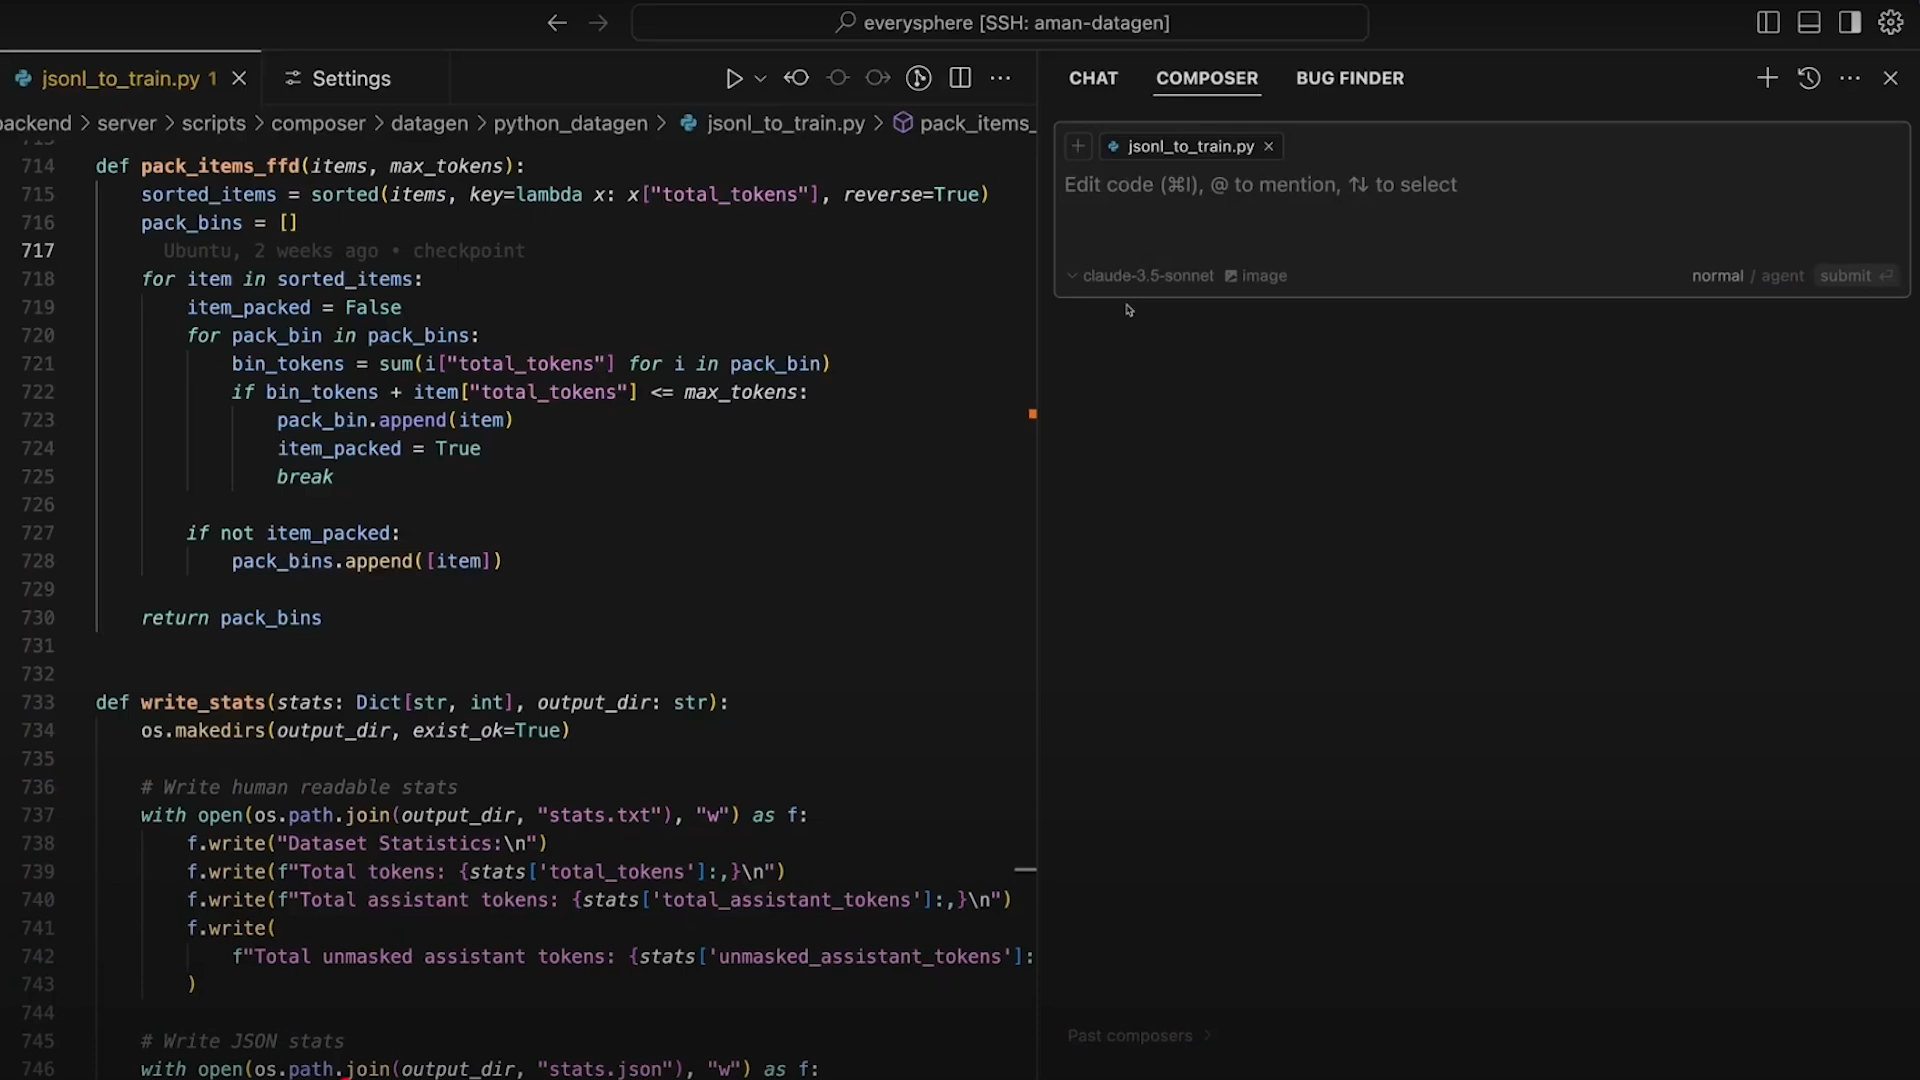 everysphere [SSH: aman-datagen]
jsonl_to_train.py 1
Settings
CHAT COMPOSER BUG FINDER
backend > server > scripts > composer > datagen > python_datagen > jsonl_to_train.py > pack_items_
714 def pack_items_ffd(items, max_tokens):
715 sorted_items = sorted(items, key=lambda x: x["total_tokens"], reverse=True)
716 pack_bins = []
717 Ubuntu, 2 weeks ago • checkpoint
718 for item in sorted_items:
719 item_packed = False
720 for pack_bin in pack_bins:
721 bin_tokens = sum(i["total_tokens"] for i in pack_bin)
722 if bin_tokens + item["total_tokens"] <= max_tokens:
723 pack_bin.append(item)
724 item_packed = True
725 break
726
727 if not item_packed:
728 pack_bins.append([item])
729
730 return pack_bins
731
732
733 def write_stats(stats: Dict[str, int], output_dir: str):
734 os.makedirs(output_dir, exist_ok=True)
735
736 # Write human readable stats
737 with open(os.path.join(output_dir, "stats.txt"), "w") as f:
738 f.write("Dataset Statistics:\n")
739 f.write(f"Total tokens: {stats['total_tokens']:,}\n")
740 f.write(f"Total assistant tokens: {stats['total_assistant_tokens']:,}\n")
741 f.write(
742 f"Total unmasked assistant tokens: {stats['unmasked_assistant_tokens']:
743 )
744
745 # Write JSON stats
746 with open(os.path.join(output_dir, "stats.json"), "w") as f:
jsonl_to_train.py
Edit code (⌘I), @ to mention, ⇅ to select
claude-3.5-sonnet image
normal / agent submit ⏎
Past composers >